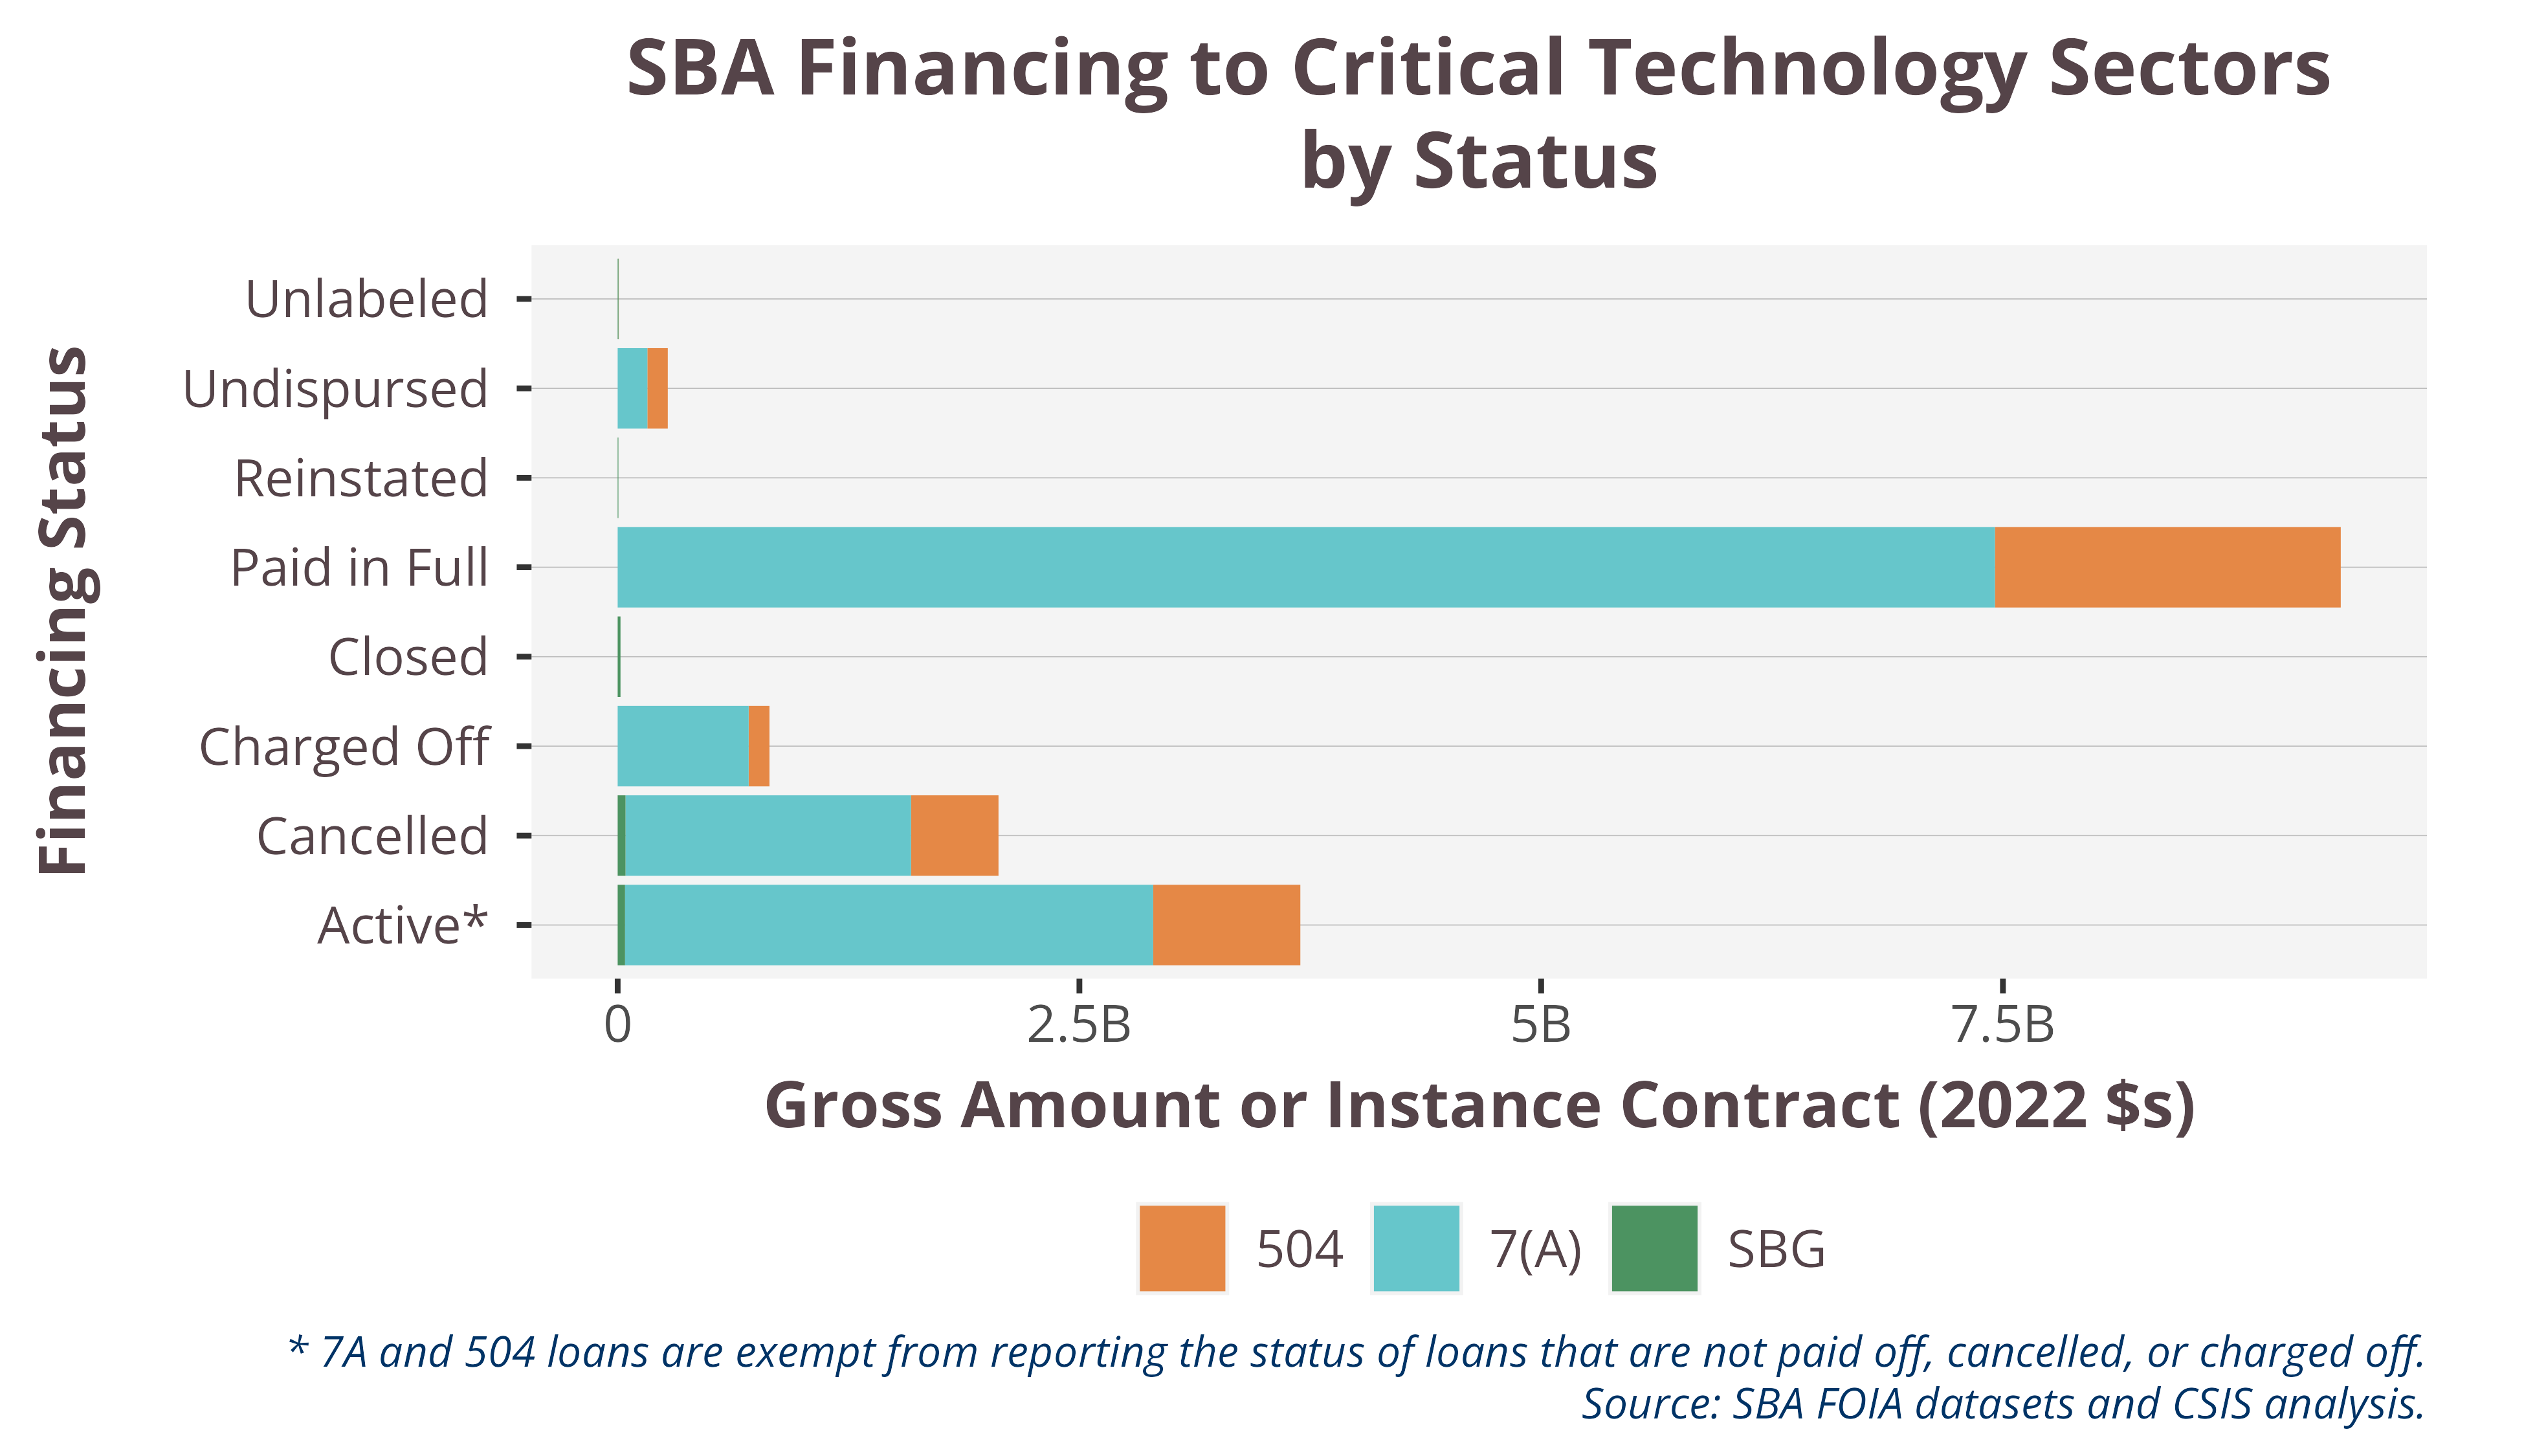 SBA Financing to Critical Technology Sectors
by Status
Financing Status
Unlabeled
Undispursed
Reinstated
Paid in Full
Closed
Charged Off
Cancelled
Active*
0 2.5B 5B 7.5B
Gross Amount or Instance Contract (2022 $s)
504 7(A) SBG
* 7A and 504 loans are exempt from reporting the status of loans that are not paid off, cancelled, or charged off.
Source: SBA FOIA datasets and CSIS analysis.